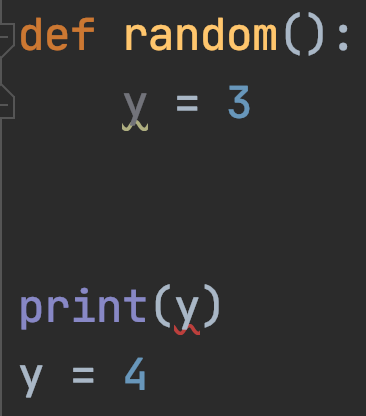 def random():
    y = 3
print(y)
y = 4